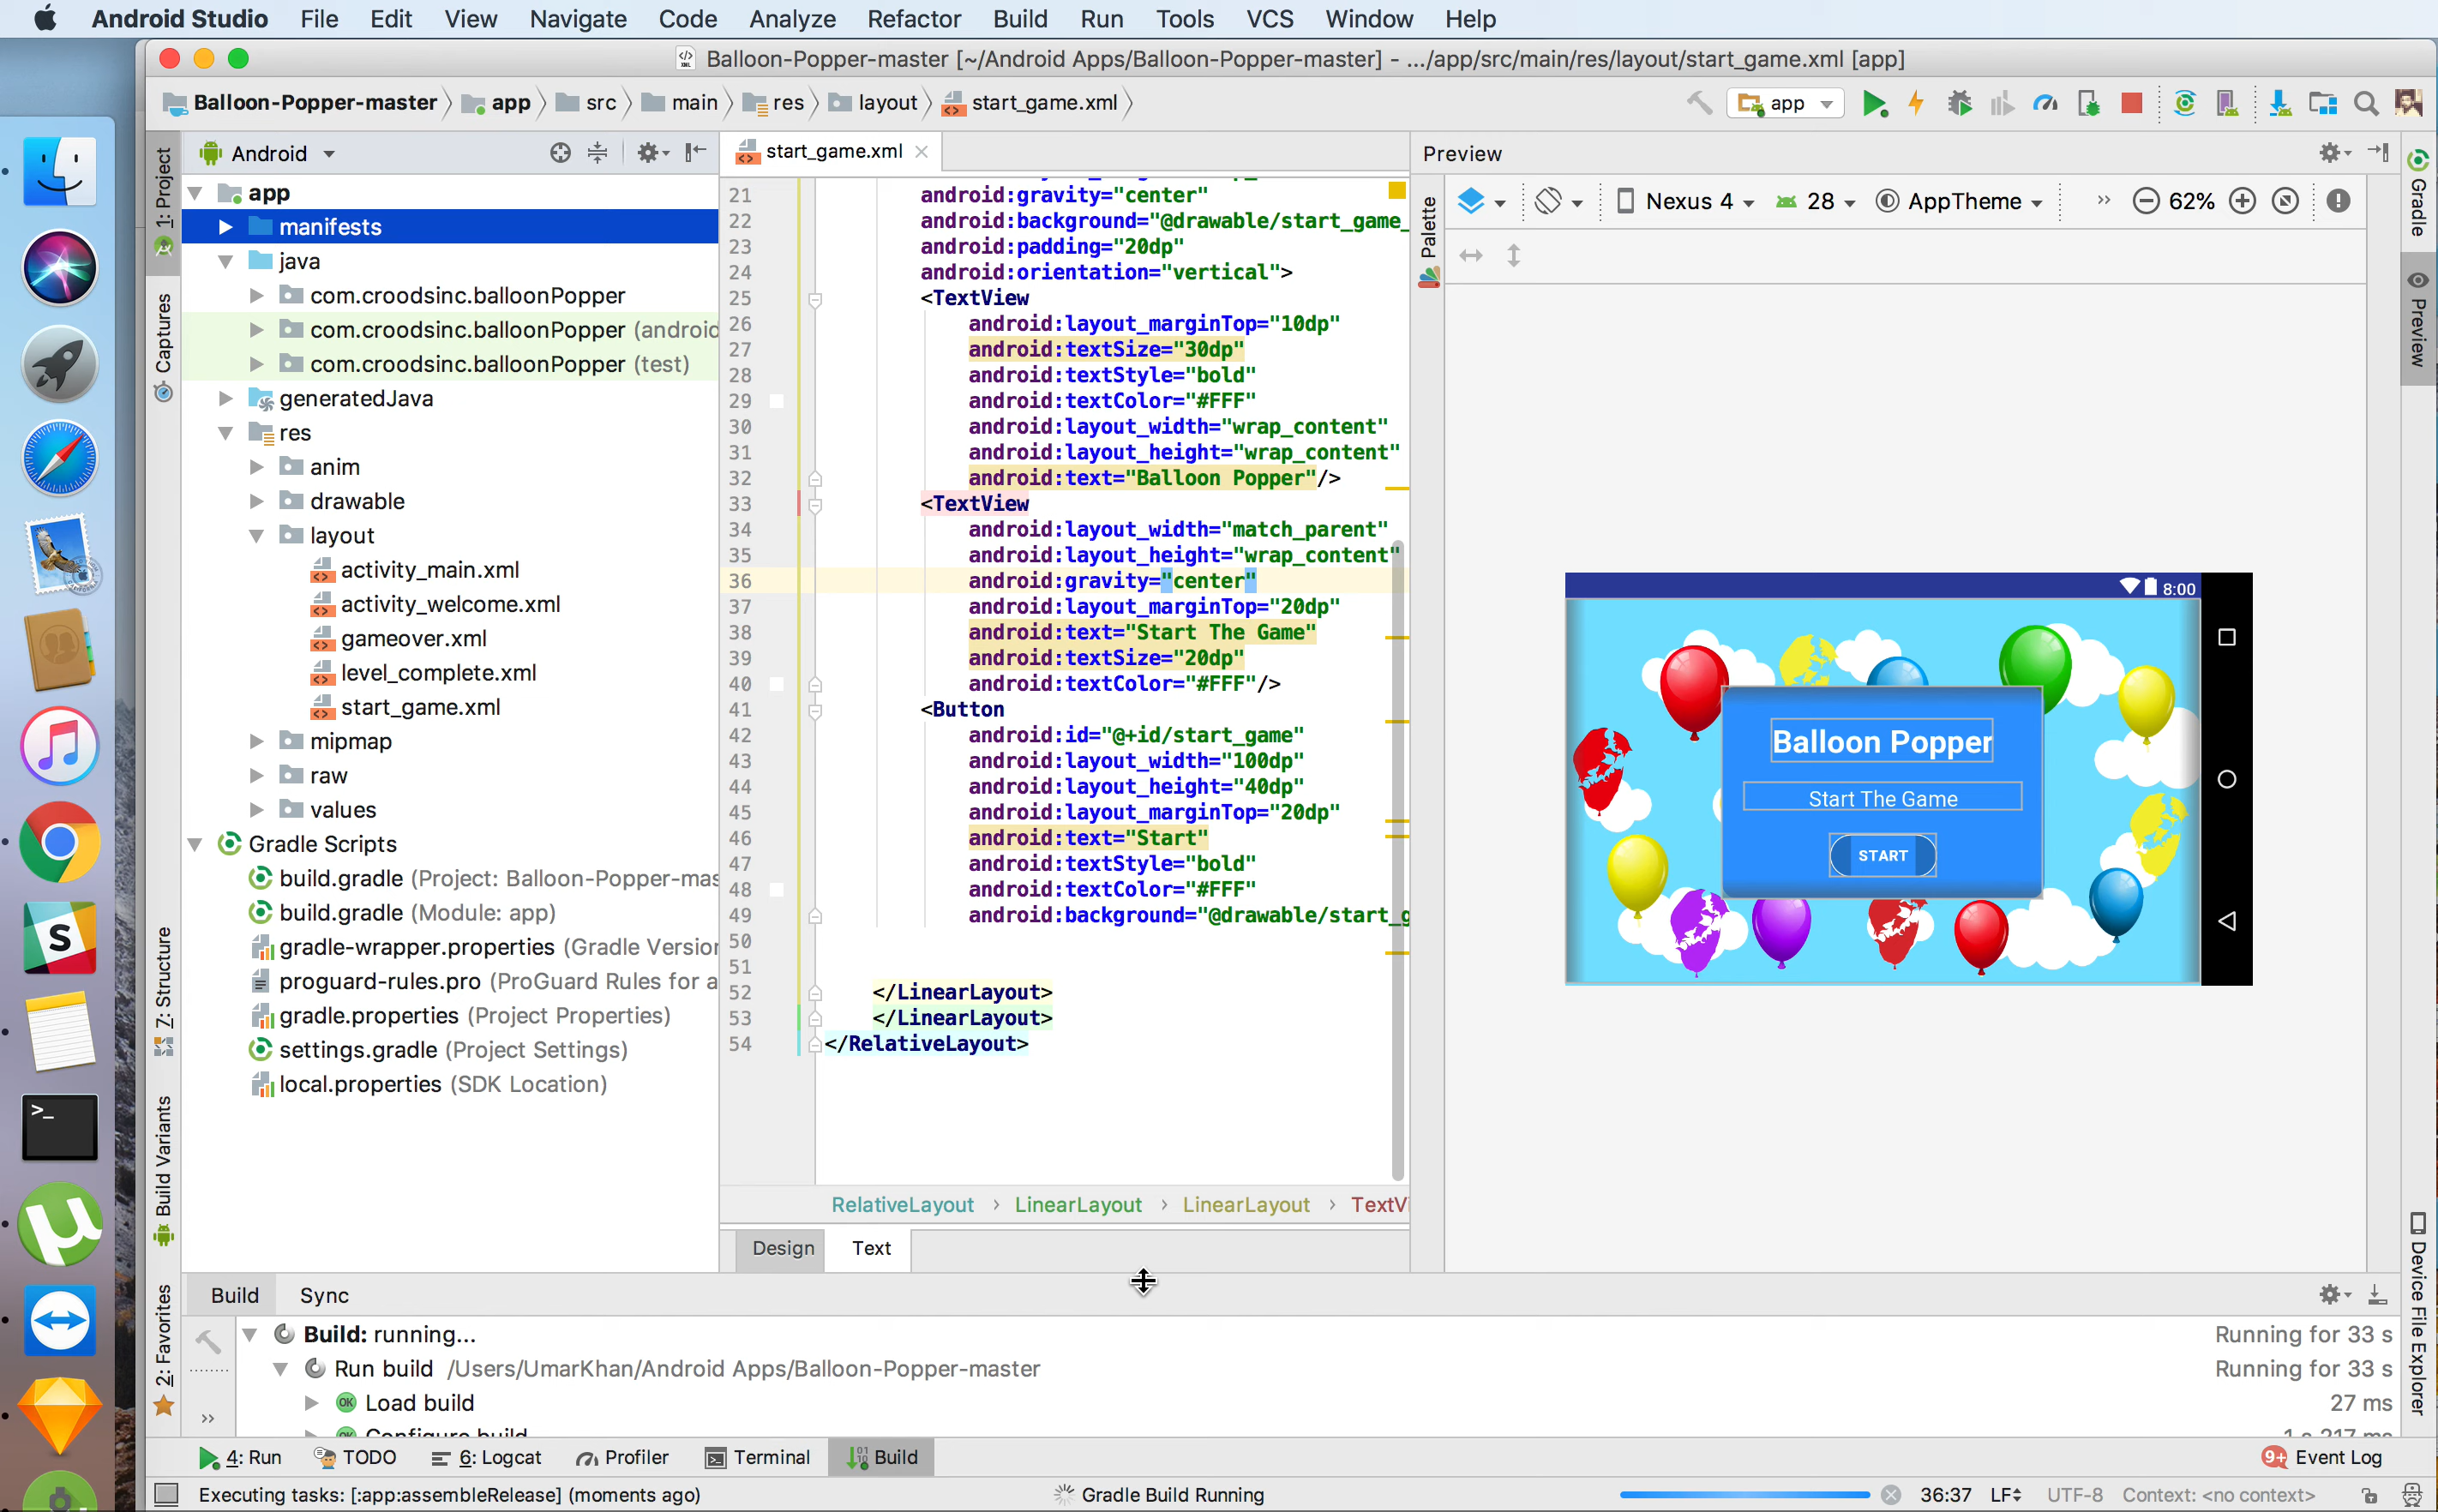 Android Studio File Edit View Navigate Code Analyze Refactor Build Run Tools VCS Window Help
Balloon-Popper-master [~/Android Apps/Balloon-Popper-master] - .../app/src/main/res/layout/start_game.xml [app]
Balloon-Popper-master app src main res layout start_game.xml
app
1: Project
Captures
7: Structure
Build Variants
2: Favorites
Android
app
manifests
java
com.croodsinc.balloonPopper
com.croodsinc.balloonPopper (android
com.croodsinc.balloonPopper (test)
generatedJava
res
anim
drawable
layout
activity_main.xml
activity_welcome.xml
gameover.xml
level_complete.xml
start_game.xml
mipmap
raw
values
Gradle Scripts
build.gradle (Project: Balloon-Popper-mas
build.gradle (Module: app)
gradle-wrapper.properties (Gradle Version
proguard-rules.pro (ProGuard Rules for a
gradle.properties (Project Properties)
settings.gradle (Project Settings)
local.properties (SDK Location)
start_game.xml
21 android:gravity="center"
22 android:background="@drawable/start_game_
23 android:padding="20dp"
24 android:orientation="vertical">
25 <TextView
26 android:layout_marginTop="10dp"
27 android:textSize="30dp"
28 android:textStyle="bold"
29 android:textColor="#FFF"
30 android:layout_width="wrap_content"
31 android:layout_height="wrap_content"
32 android:text="Balloon Popper"/>
33 <TextView
34 android:layout_width="match_parent"
35 android:layout_height="wrap_content"
36 android:gravity="center"
37 android:layout_marginTop="20dp"
38 android:text="Start The Game"
39 android:textSize="20dp"
40 android:textColor="#FFF"/>
41 <Button
42 android:id="@+id/start_game"
43 android:layout_width="100dp"
44 android:layout_height="40dp"
45 android:layout_marginTop="20dp"
46 android:text="Start"
47 android:textStyle="bold"
48 android:textColor="#FFF"
49 android:background="@drawable/start_g
50
51
52 </LinearLayout>
53 </LinearLayout>
54 </RelativeLayout>
RelativeLayout › LinearLayout › LinearLayout › TextVi
Design Text
Preview
Palette
Nexus 4 28 AppTheme » 62%
8:00
Balloon Popper
Start The Game
START
Gradle
Preview
Device File Explorer
Build Sync
Build: running... Running for 33 s
Run build /Users/UmarKhan/Android Apps/Balloon-Popper-master Running for 33 s
OK Load build 27 ms
Configure build 1 s 217 ms
»
4: Run TODO 6: Logcat Profiler Terminal Build 9+ Event Log
Executing tasks: [:app:assembleRelease] (moments ago) Gradle Build Running 36:37 LF UTF-8 Context: <no context>
S
>_
µ